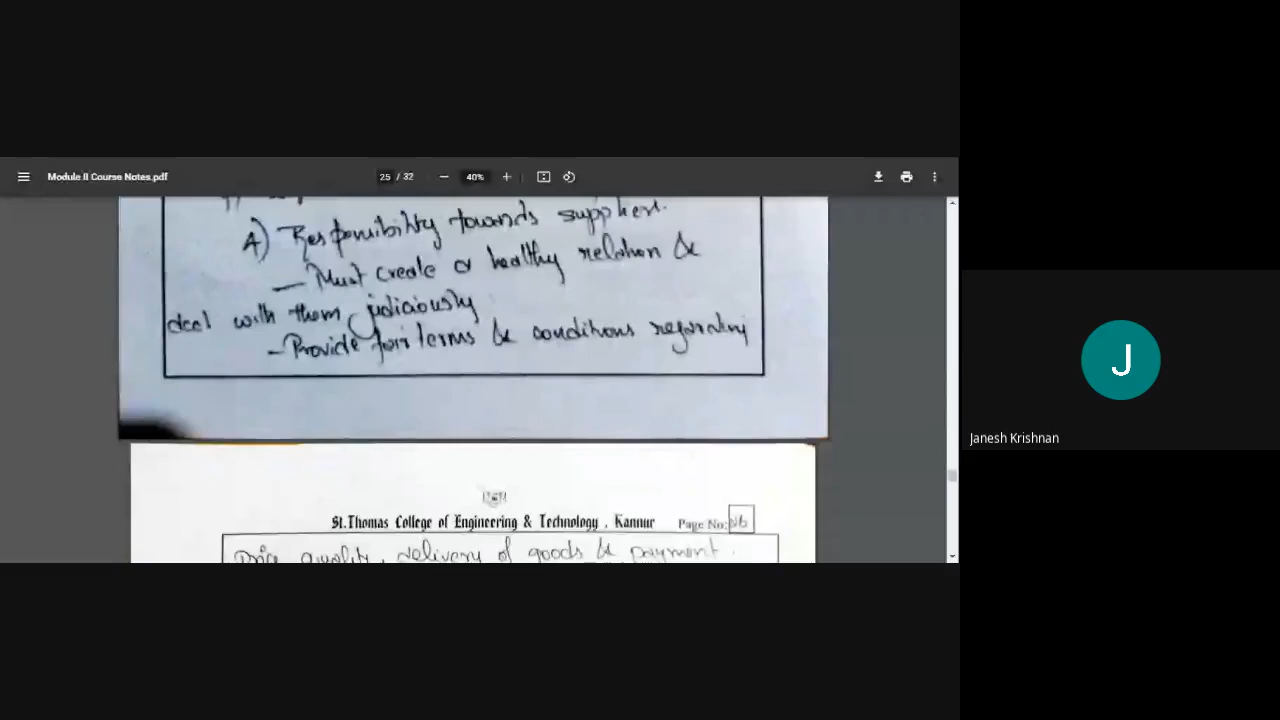 Module II Course Notes.pdf
25 / 32
40%
A) Responsibility towards suppliers.
— Must create a healthy relation &
deal with them judiciously
- Provide fair terms & conditions regarding
St.Thomas College of Engineering & Technology , Kannur Page No:
Price quality, delivery of goods & payment.
J
Janesh Krishnan